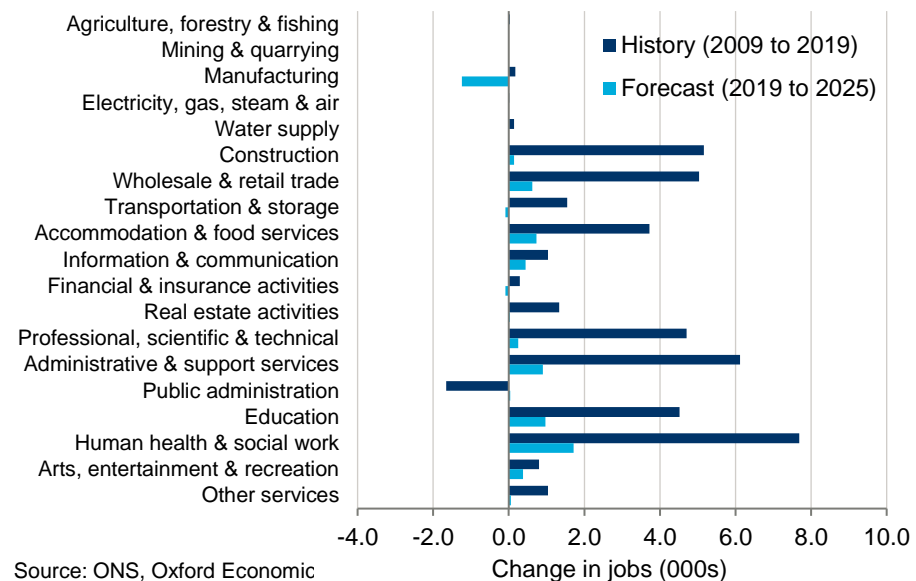 Agriculture, forestry & fishing
Mining & quarrying
Manufacturing
Electricity, gas, steam & air
Water supply
Construction
Wholesale & retail trade
Transportation & storage
Accommodation & food services
Information & communication
Financial & insurance activities
Real estate activities
Professional, scientific & technical
Administrative & support services
Public administration
Education
Human health & social work
Arts, entertainment & recreation
Other services
History (2009 to 2019)
Forecast (2019 to 2025)
-4.0 -2.0 0.0 2.0 4.0 6.0 8.0 10.0
Change in jobs (000s)
Source: ONS, Oxford Economic